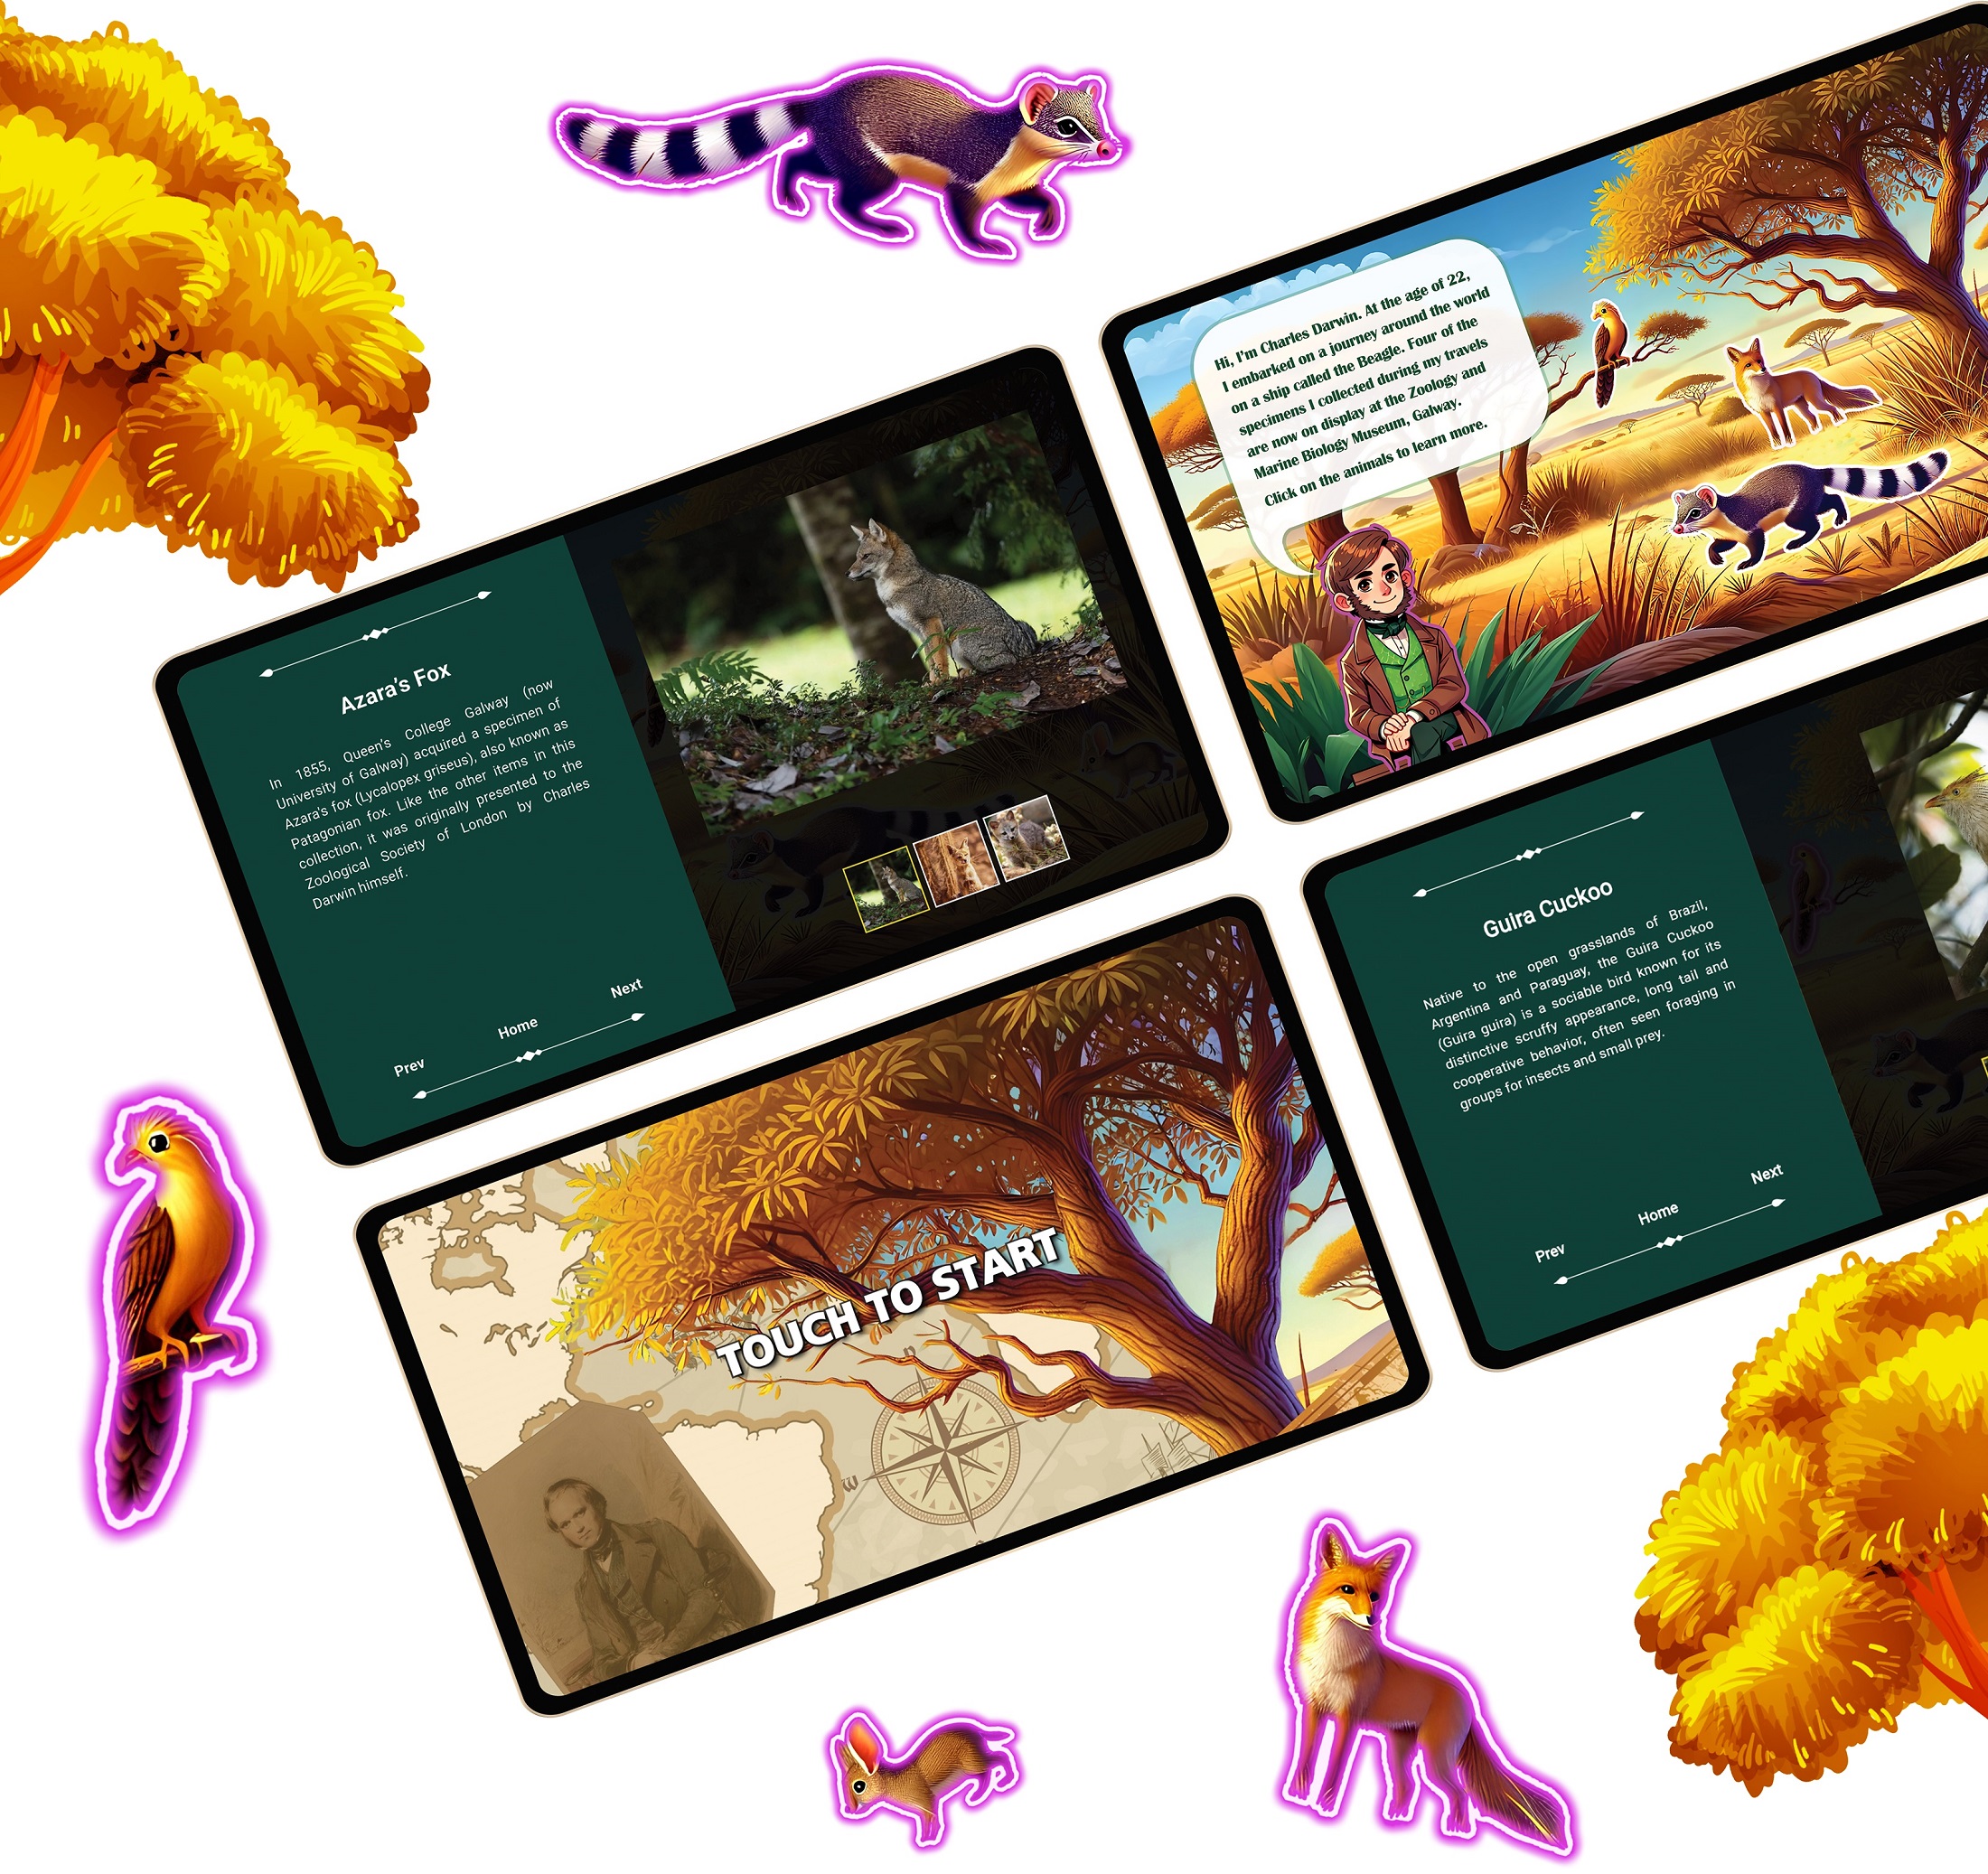 Hi, I'm Charles Darwin. At the age of 22,
I embarked on a journey around the world
on a ship called the Beagle. Four of the
specimens I collected during my travels
are now on display at the Zoology and
Marine Biology Museum, Galway.
Click on the animals to learn more.
Azara's Fox
In 1855, Queen's College Galway (now
University of Galway) acquired a specimen of
Azara's fox (Lycalopex griseus), also known as
Patagonian fox. Like the other items in this
collection, it was originally presented to the
Zoological Society of London by Charles
Darwin himself.
Prev
Home
Next
Guira Cuckoo
Native to the open grasslands of Brazil,
Argentina and Paraguay, the Guira Cuckoo
(Guira guira) is a sociable bird known for its
distinctive scruffy appearance, long tail and
cooperative behavior, often seen foraging in
groups for insects and small prey.
Prev
Home
Next
TOUCH TO START
W